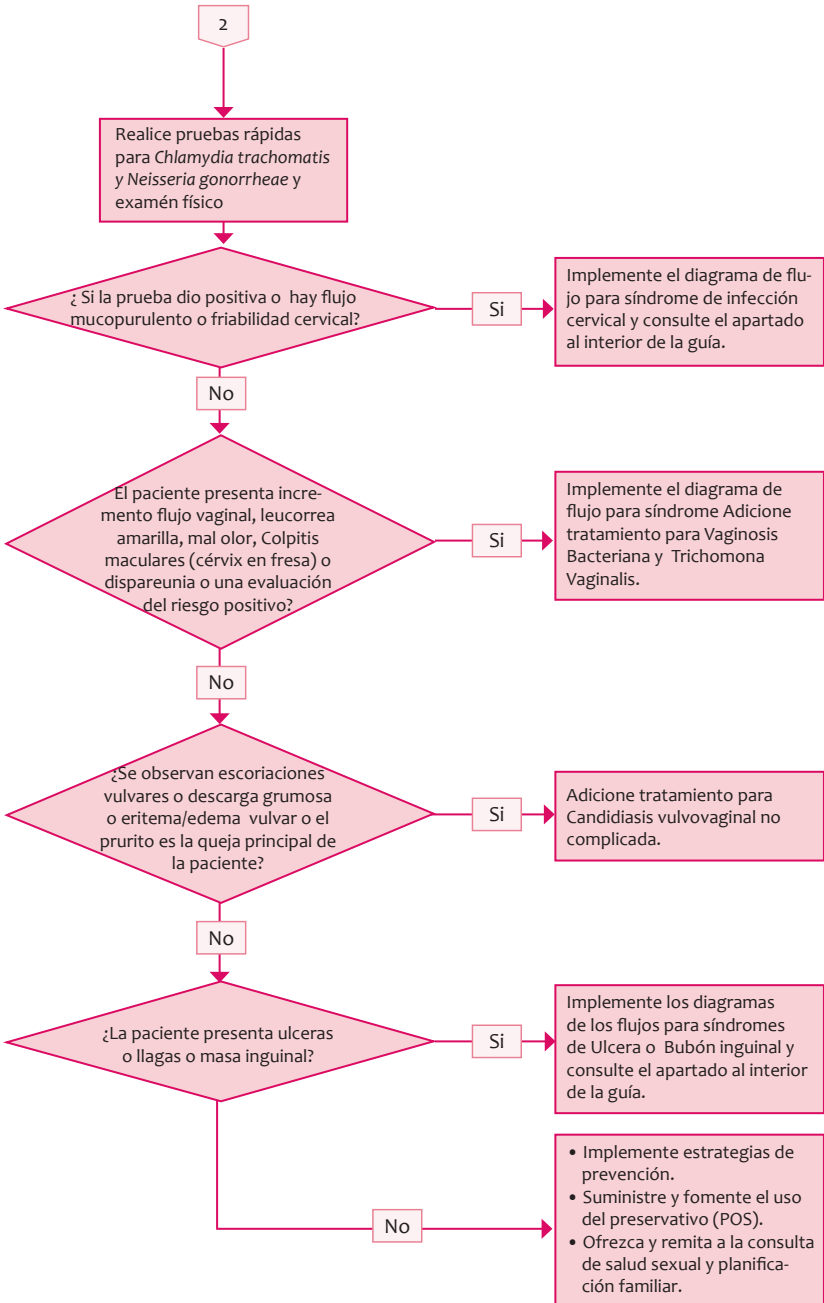 2
Realice pruebas rápidas
para Chlamydia trachomatis
y Neisseria gonorrheae y
examén físico
¿ Si la prueba dio positiva o hay flujo
mucopurulento o friabilidad cervical?
Si
Implemente el diagrama de flu-
jo para síndrome de infección
cervical y consulte el apartado
al interior de la guía.
No
El paciente presenta incre-
mento flujo vaginal, leucorrea
amarilla, mal olor, Colpitis
maculares (cérvix en fresa) o
dispareunia o una evaluación
del riesgo positivo?
Si
Implemente el diagrama de
flujo para síndrome Adicione
tratamiento para Vaginosis
Bacteriana y Trichomona
Vaginalis.
No
¿Se observan escoriaciones
vulvares o descarga grumosa
o eritema/edema vulvar o el
prurito es la queja principal de
la paciente?
Si
Adicione tratamiento para
Candidiasis vulvovaginal no
complicada.
No
¿La paciente presenta ulceras
o llagas o masa inguinal?
Si
Implemente los diagramas
de los flujos para síndromes
de Ulcera o Bubón inguinal y
consulte el apartado al interior
de la guía.
No
• Implemente estrategias de
prevención.
• Suministre y fomente el uso
del preservativo (POS).
• Ofrezca y remita a la consulta
de salud sexual y planifica-
ción familiar.